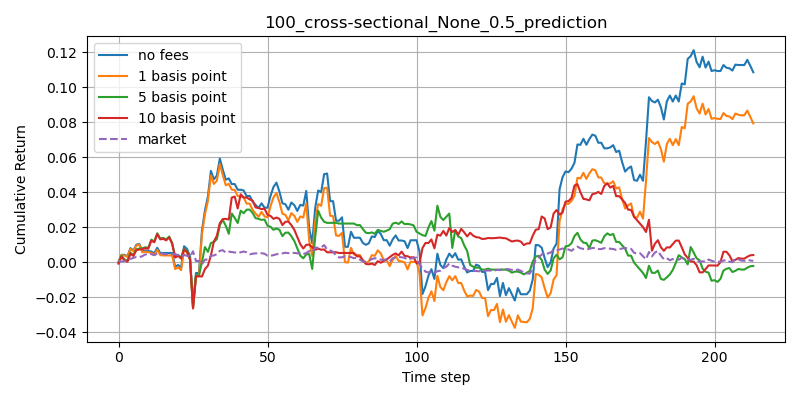 100_cross-sectional_None_0.5_prediction
Cumulative Return
0.12
0.10
0.08
0.06
0.04
0.02
0.00
−0.02
−0.04
no fees
1 basis point
5 basis point
10 basis point
market
0 50 100 150 200
Time step